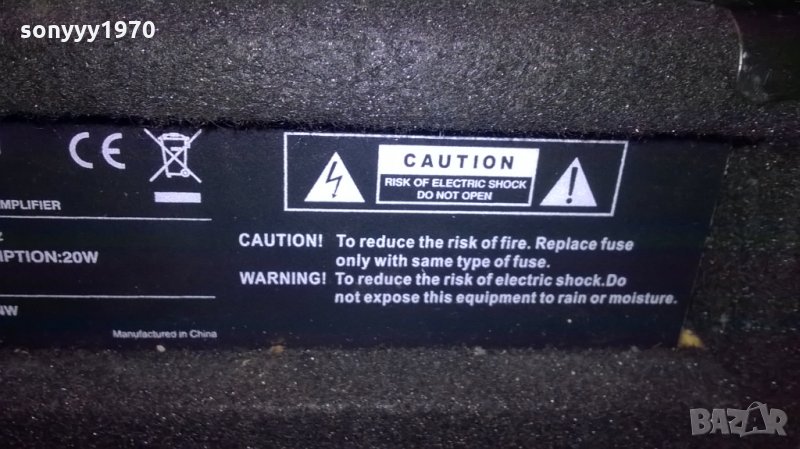 sonyyy1970
CE
CAUTION
RISK OF ELECTRIC SHOCK
DO NOT OPEN
MPLIFIER
IPTION:20W
CAUTION! To reduce the risk of fire. Replace fuse
only with same type of fuse.
WARNING! To reduce the risk of electric shock.Do
not expose this equipment to rain or moisture.
Manufactured in China
BAZAR